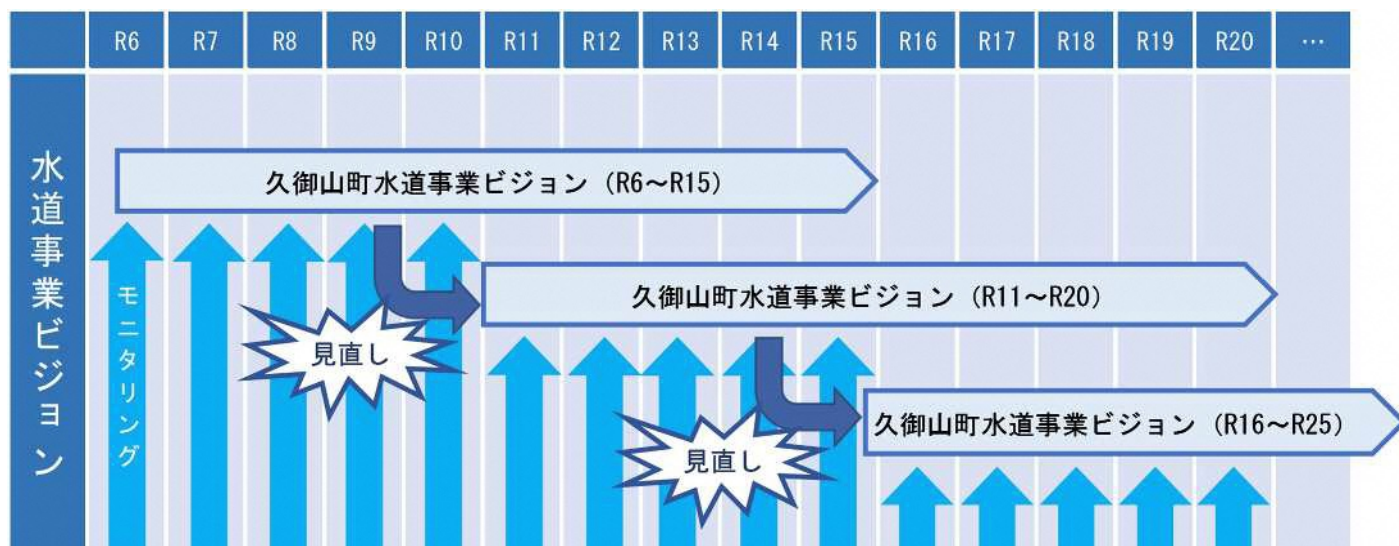 R6 R7 R8 R9 R10 R11 R12 R13 R14 R15 R16 R17 R18 R19 R20 …
水道事業ビジョン
久御山町水道事業ビジョン（R6～R15）
モニタリング
久御山町水道事業ビジョン（R11～R20）
見直し
久御山町水道事業ビジョン（R16～R25）
見直し